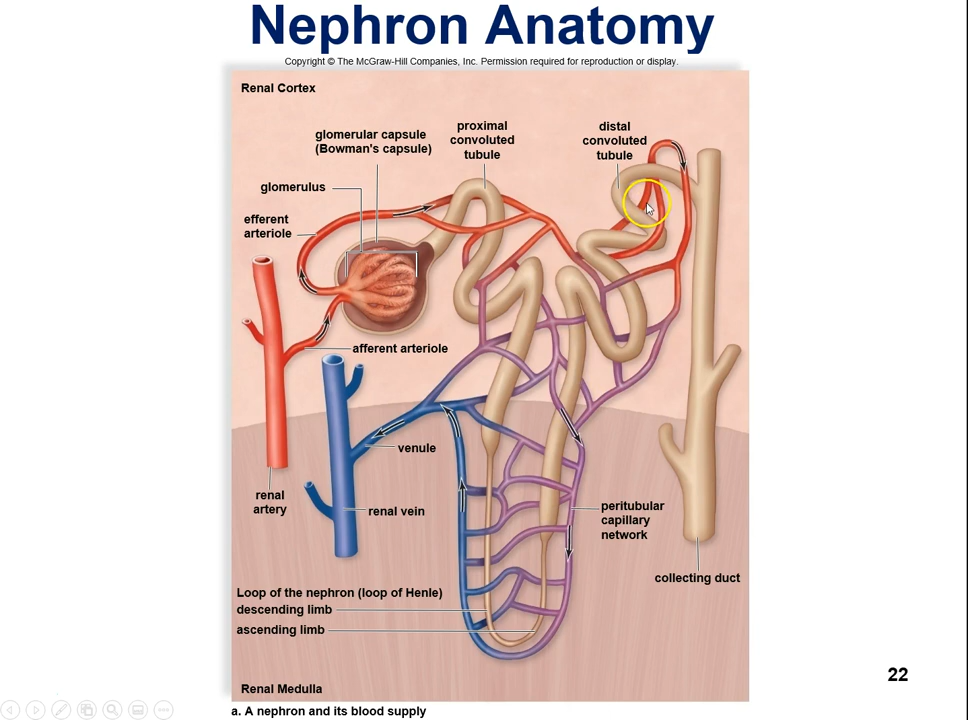 Nephron Anatomy
Copyright © The McGraw-Hill Companies, Inc. Permission required for reproduction or display.
Renal Cortex
glomerular capsule
(Bowman's capsule)
proximal
convoluted
tubule
distal
convoluted
tubule
glomerulus
efferent
arteriole
afferent arteriole
venule
renal
artery
renal vein
peritubular
capillary
network
collecting duct
Loop of the nephron (loop of Henle)
descending limb
ascending limb
Renal Medulla
22
a. A nephron and its blood supply